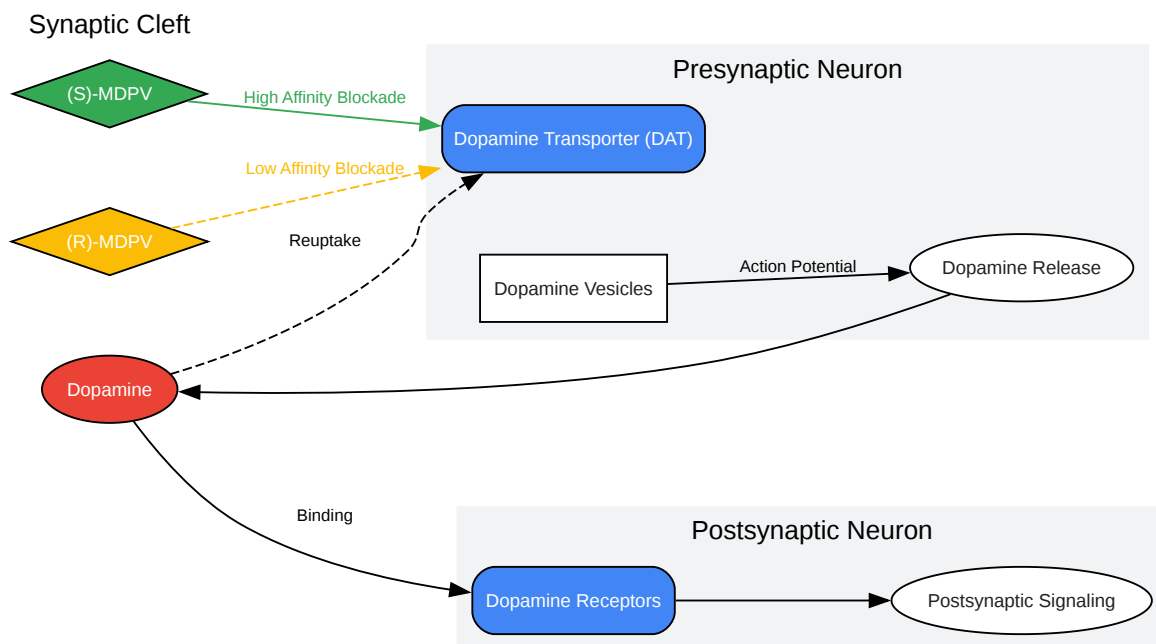 Synaptic Cleft
Presynaptic Neuron
(S)-MDPV
High Affinity Blockade
Dopamine Transporter (DAT)
Low Affinity Blockade
(R)-MDPV
Reuptake
Dopamine Vesicles
Action Potential
Dopamine Release
Dopamine
Binding
Postsynaptic Neuron
Dopamine Receptors
Postsynaptic Signaling